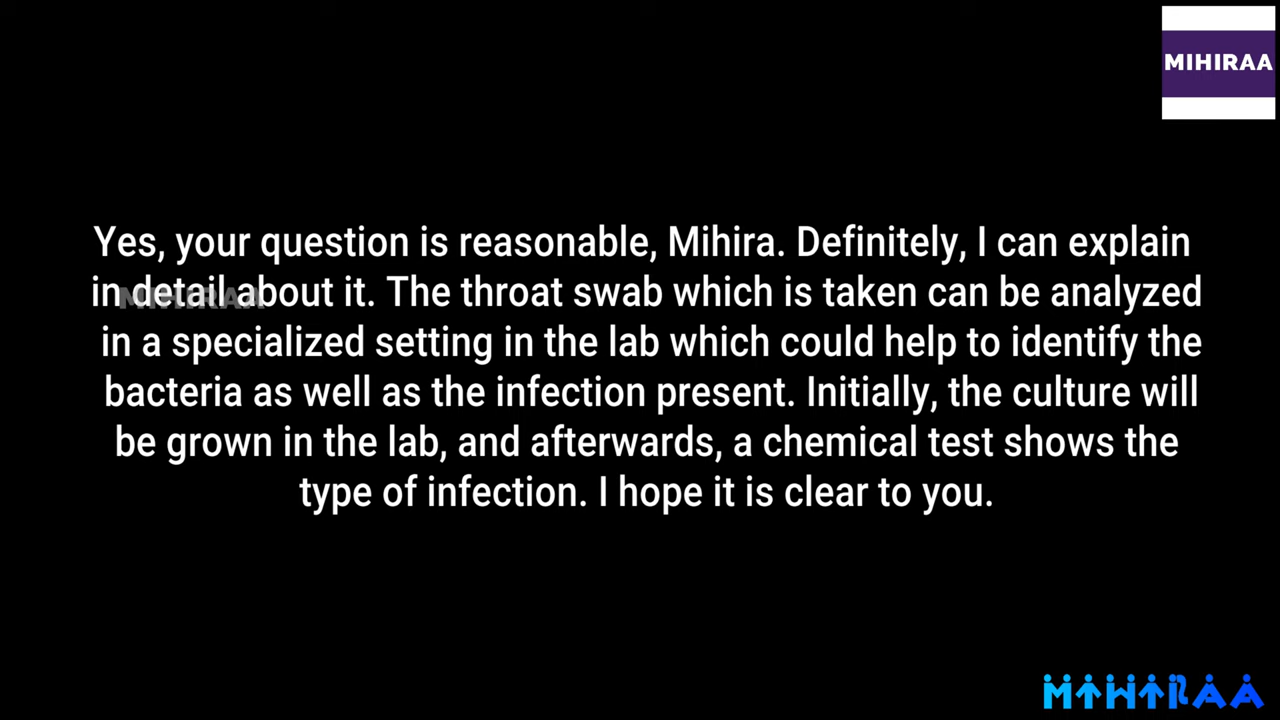 MIHIRAA
Yes, your question is reasonable, Mihira. Definitely, I can explain
in detail about it. The throat swab which is taken can be analyzed
MIHIRAA
in a specialized setting in the lab which could help to identify the
bacteria as well as the infection present. Initially, the culture will
be grown in the lab, and afterwards, a chemical test shows the
type of infection. I hope it is clear to you.
MIHIRAA